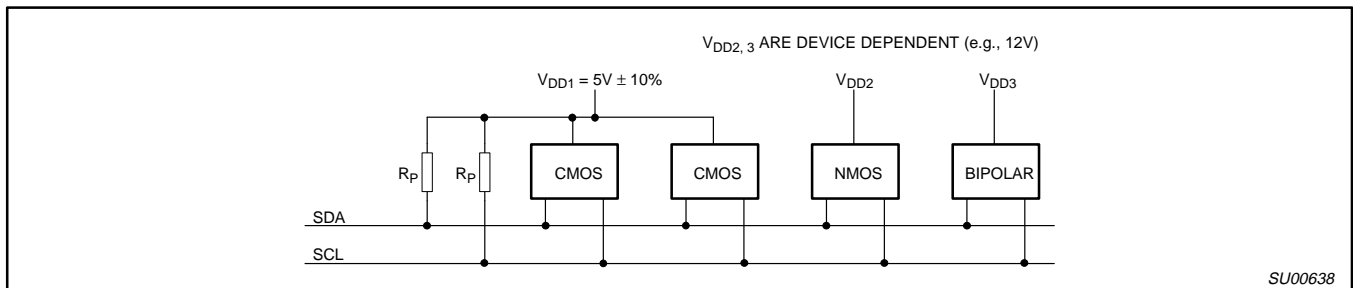 VDD2, 3 ARE DEVICE DEPENDENT (e.g., 12V)
VDD1 = 5V ± 10%
VDD2
VDD3
RP
RP
CMOS
CMOS
NMOS
BIPOLAR
SDA
SCL
SU00638